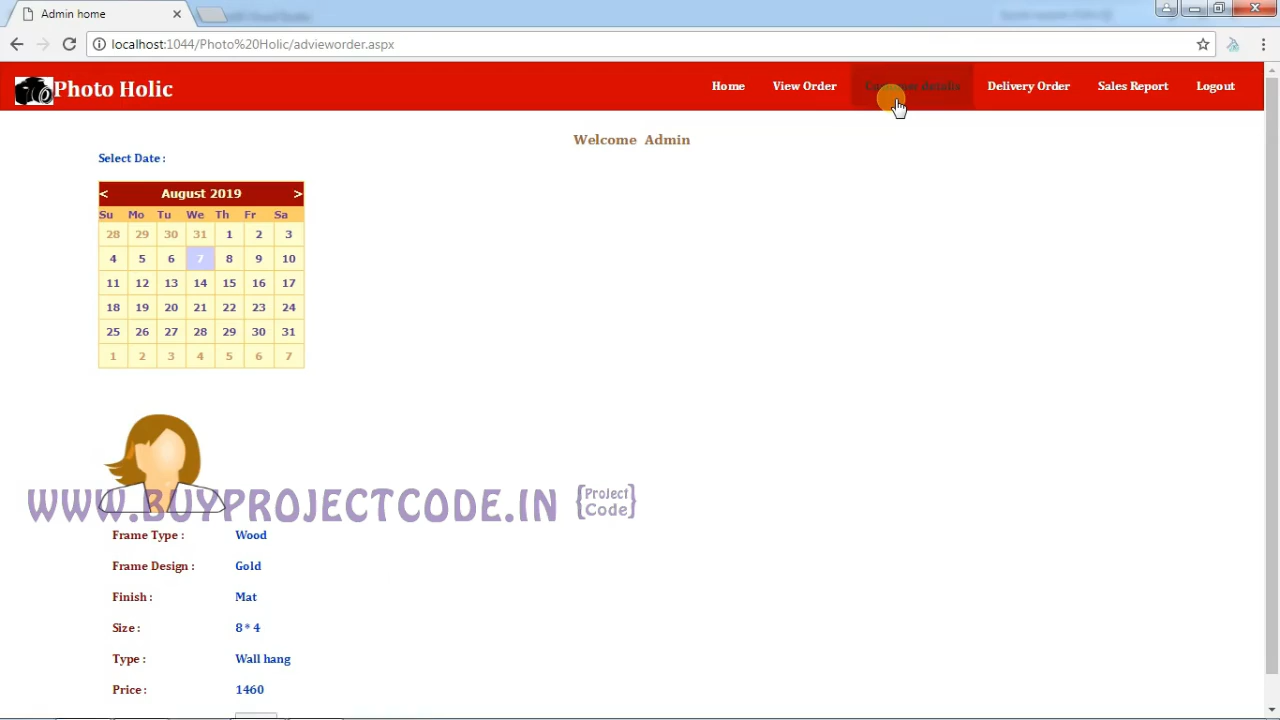 Admin home
localhost:1044/Photo%20Holic/advieworder.aspx
Photo Holic
Home
View Order
details
Delivery Order
Sales Report
Logout
Welcome Admin
Select Date :
< August 2019 >
Su Mo Tu We Th Fr Sa
28 29 30 31 1 2 3
4 5 6 7 8 9 10
11 12 13 14 15 16 17
18 19 20 21 22 23 24
25 26 27 28 29 30 31
1 2 3 4 5 6 7
WWW.BUYPROJECTCODE.IN
{Project
Code}
Frame Type : Wood
Frame Design : Gold
Finish : Mat
Size : 8 * 4
Type : Wall hang
Price : 1460